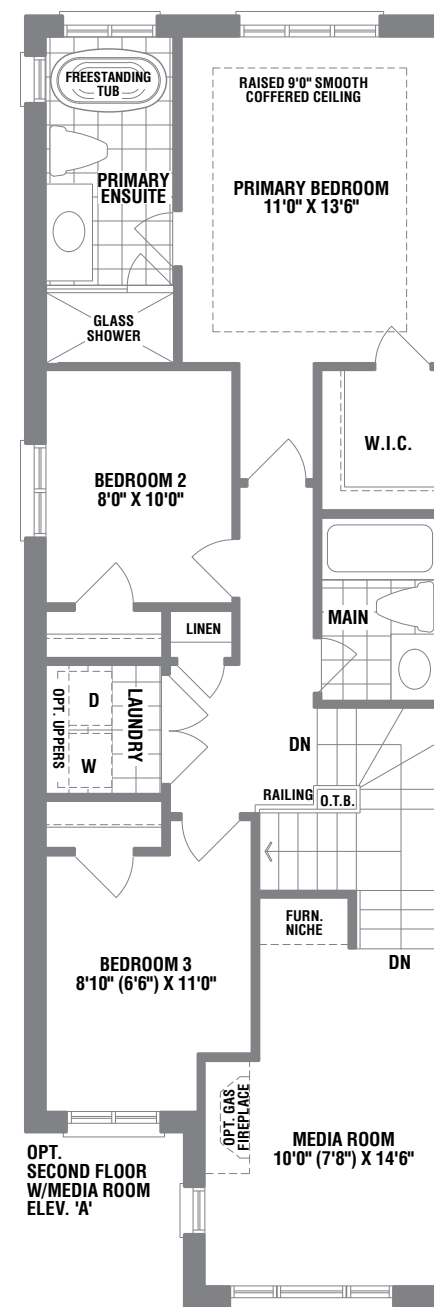 FREESTANDING
TUB
RAISED 9'0" SMOOTH
COFFERED CEILING
PRIMARY
ENSUITE
PRIMARY BEDROOM
11'0" X 13'6"
GLASS
SHOWER
W.I.C.
BEDROOM 2
8'0" X 10'0"
LINEN
MAIN
OPT. UPPERS
D
W
LAUNDRY
DN
RAILING
O.T.B.
FURN.
NICHE
DN
BEDROOM 3
8'10" (6'6") X 11'0"
OPT. GAS
FIREPLACE
MEDIA ROOM
10'0" (7'8") X 14'6"
OPT.
SECOND FLOOR
W/MEDIA ROOM
ELEV. 'A'